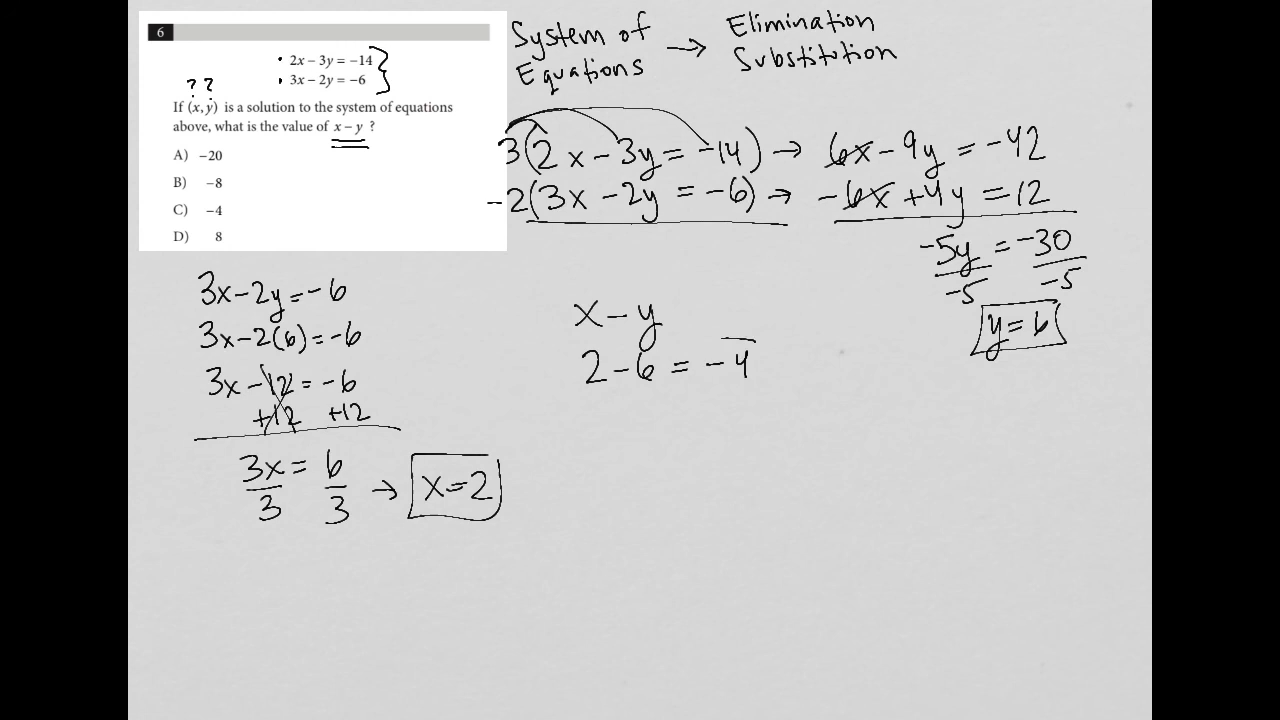 6
• 2x − 3y = −14
• 3x − 2y = −6
? ?
If (x, y) is a solution to the system of equations
above, what is the value of x − y ?
A) −20
B) −8
C) −4
D) 8
System of
Equations
→ Elimination
Substitution
3(2x − 3y = −14) → 6x − 9y = −42
−2(3x − 2y = −6) → −6x + 4y = 12
−5y = −30
−5 −5
y = 6
3x − 2y = −6
3x − 2(6) = −6
3x − 12 = −6
+12 +12
3x = 6
3 3
→ x = 2
x − y
2 − 6 = −4